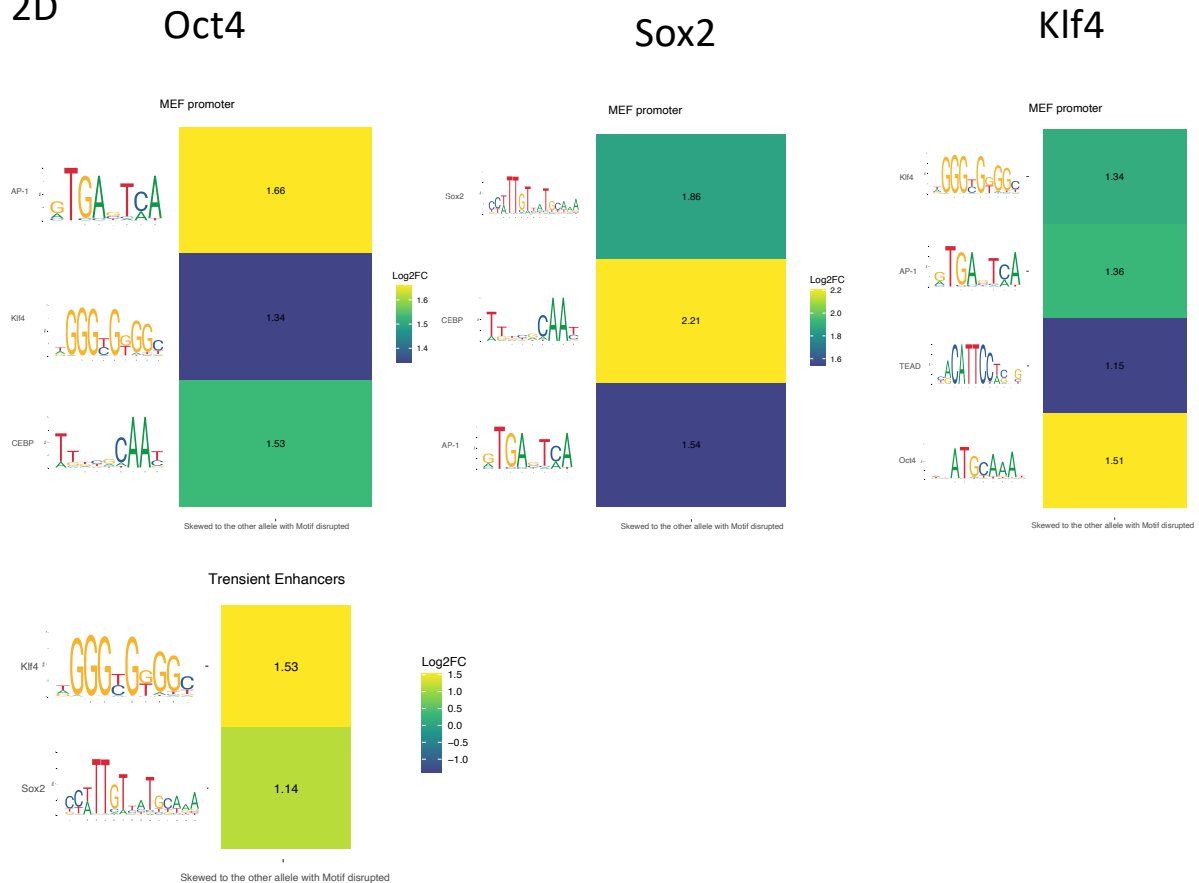 2D
Oct4
Sox2
Klf4
MEF promoter
AP-1
GTGASTCA
1.66
Klf4
1.34
CEBP
1.53
Log2FC
1.6
1.5
1.4
Skewed to the other allele with Motif disrupted
MEF promoter
Sox2
1.86
CEBP
2.21
AP-1
1.54
Log2FC
2.2
2.0
1.8
1.6
Skewed to the other allele with Motif disrupted
MEF promoter
Klf4
1.34
AP-1
1.36
TEAD
1.15
Oct4
1.51
Skewed to the other allele with Motif disrupted
Trensient Enhancers
Klf4
1.53
Sox2
1.14
Log2FC
1.5
1.0
0.5
0.0
−0.5
−1.0
Skewed to the other allele with Motif disrupted